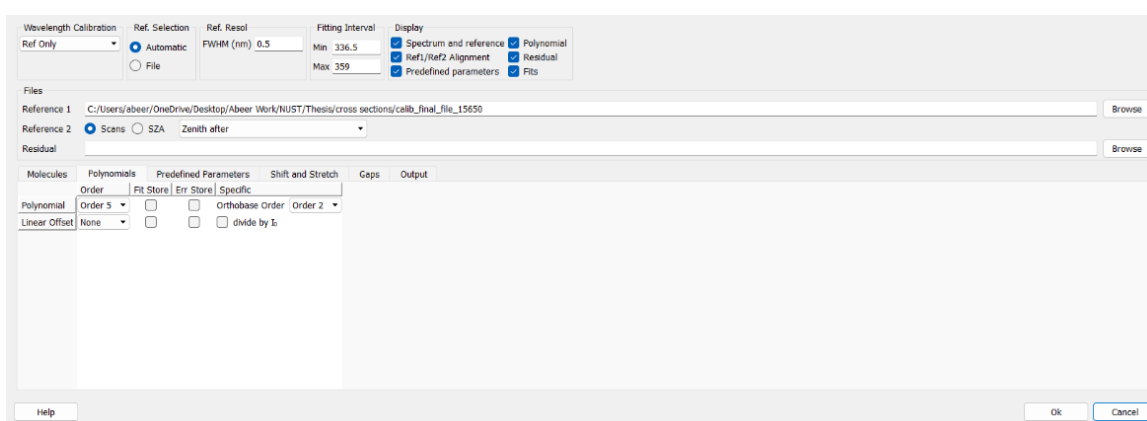 Wavelength Calibration Ref. Selection Ref. Resol Fitting Interval Display
Ref Only Automatic FWHM (nm) 0.5 Min 336.5 Spectrum and reference Polynomial
Ref1/Ref2 Alignment Residual
File Max 359 Predefined parameters Fits
Files
Reference 1 C:/Users/abeer/OneDrive/Desktop/Abeer Work/NUST/Thesis/cross sections/calib_final_file_15650 Browse
Reference 2 Scans SZA Zenith after
Residual Browse
Molecules Polynomials Predefined Parameters Shift and Stretch Gaps Output
Order Fit Store Err Store Specific
Polynomial Order 5 Orthobase Order Order 2
Linear Offset None divide by I₀
Help Ok Cancel